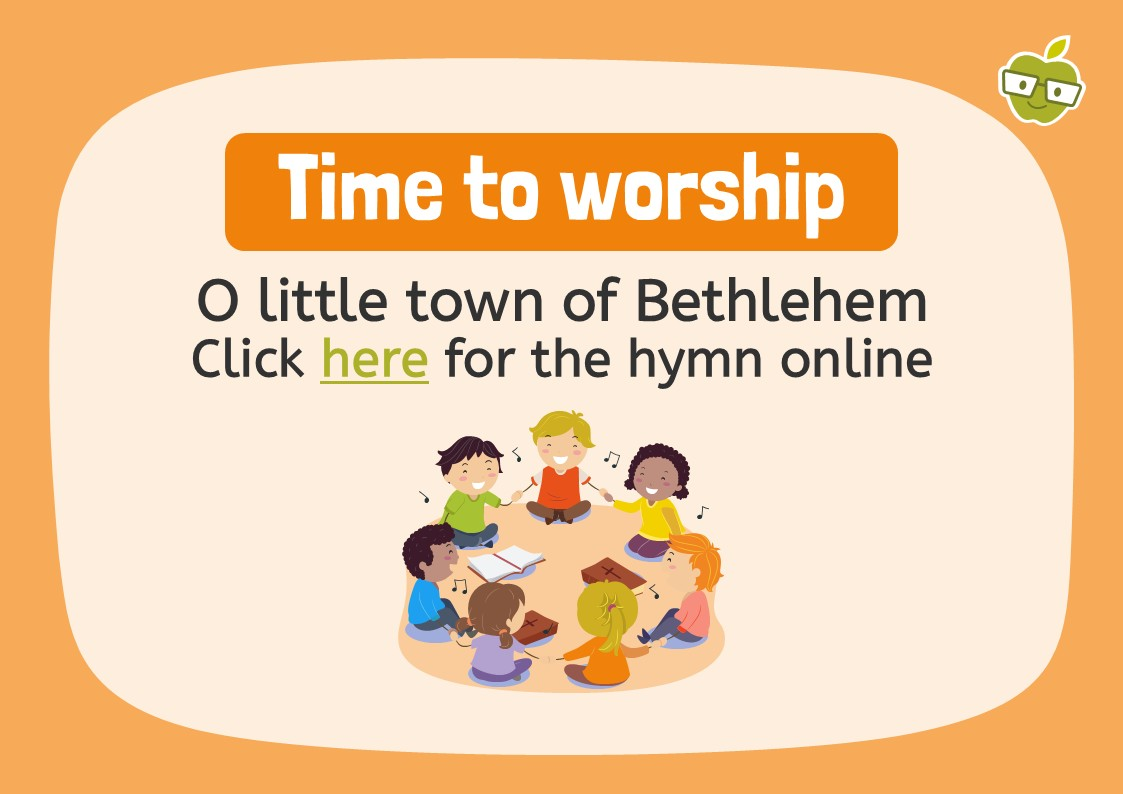 Time to worship
O little town of Bethlehem
Click here for the hymn online